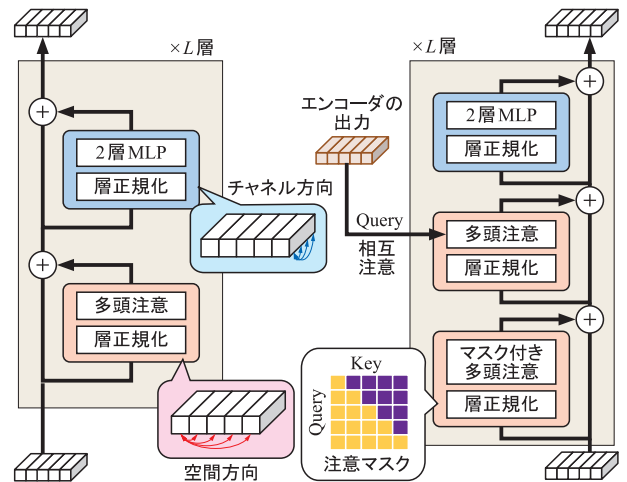 ×L層
+
2層MLP
層正規化
チャネル方向
+
多頭注意
層正規化
空間方向
エンコーダの
出力
Query
相互
注意
×L層
+
2層MLP
層正規化
+
多頭注意
層正規化
+
マスク付き
多頭注意
層正規化
Key
Query
注意マスク